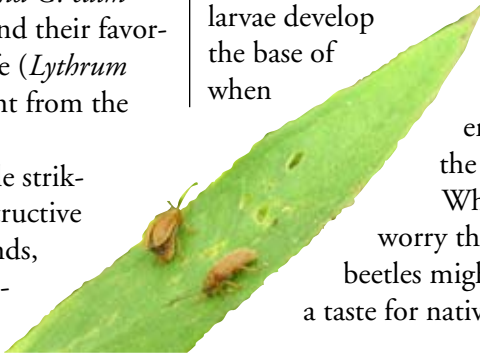 nd their favor-
e (Lythrum
nt from the
le strik-
ructive
nds,
larvae develop
the base of
when
the
Wh
worry th
beetles migh
a taste for nativ